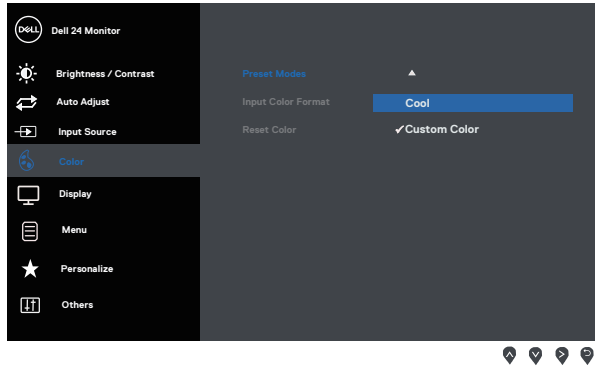 DELL
Dell 24 Monitor
Brightness / Contrast
Auto Adjust
Input Source
Color
Display
Menu
Personalize
Others
Preset Modes
Input Color Format
Cool
Reset Color
✓Custom Color